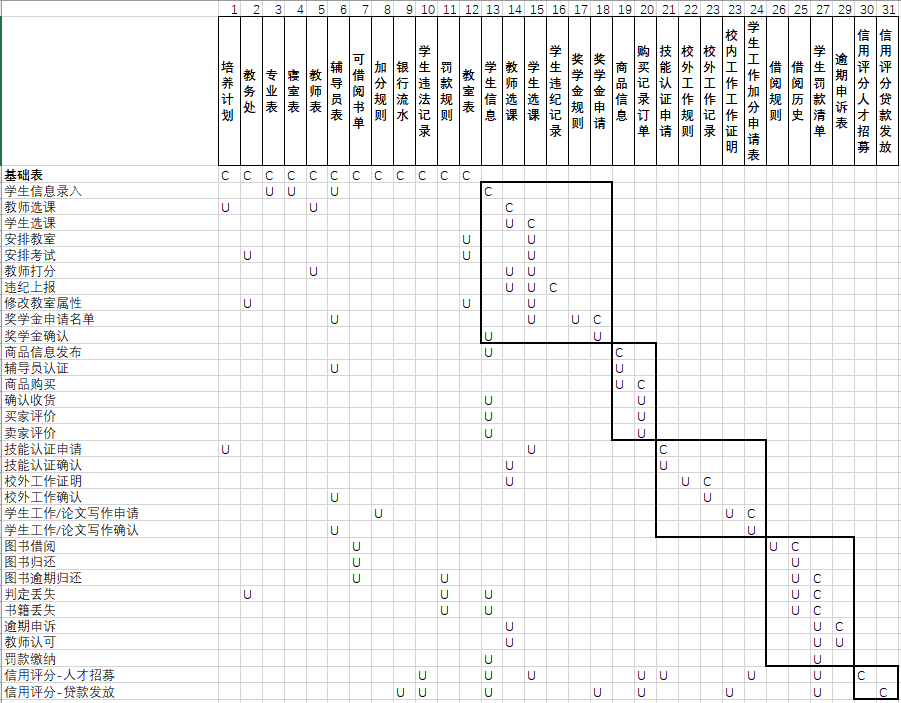 1 2 3 4 5 6 7 8 9 10 11 12 13 14 15 16 17 18 19 20 21 22 23 23 24 26 25 28 29 30 31
培养计划 教务处 专业表 寝室表 教师表 辅导员表 可借阅书单 加分规则 银行流水 学生违法记录 罚款规则 教室表 学生信息 教师选课 学生选课 学生违纪记录 奖学金规则 奖学金申请 商品信息 购买记录订单 技能认证申请 校外工作规则 校外工作记录 校内工作工作证明 学生工作加分申请表 借阅规则 借阅历史 学生罚款清单 逾期申诉表 信用评分人才招募 信用评分贷款发放
基础表 C C C C C C C C C C C C
学生信息录入 U U U C
教师选课 U U C
学生选课 U C
安排教室 U U
安排考试 U U U
教师打分 U U U
违纪上报 U U C
修改教室属性 U U U
奖学金申请名单 U U U C
奖学金确认 U U
商品信息发布 U C
辅导员认证 U U
商品购买 U C
确认收货 U U
买家评价 U U
卖家评价 U U
技能认证申请 U U C
技能认证确认 U U
校外工作证明 U U C
校外工作确认 U U
学生工作/论文写作申请 U U C
学生工作/论文写作确认 U U
图书借阅 U U C
图书归还 U U
图书逾期归还 U U U C
判定丢失 U U U U C
书籍丢失 U U U C
逾期申诉 U U C
教师认可 U U U
罚款缴纳 U U
信用评分-人才招募 U U U U U U U C
信用评分-贷款发放 U U U U U U U C